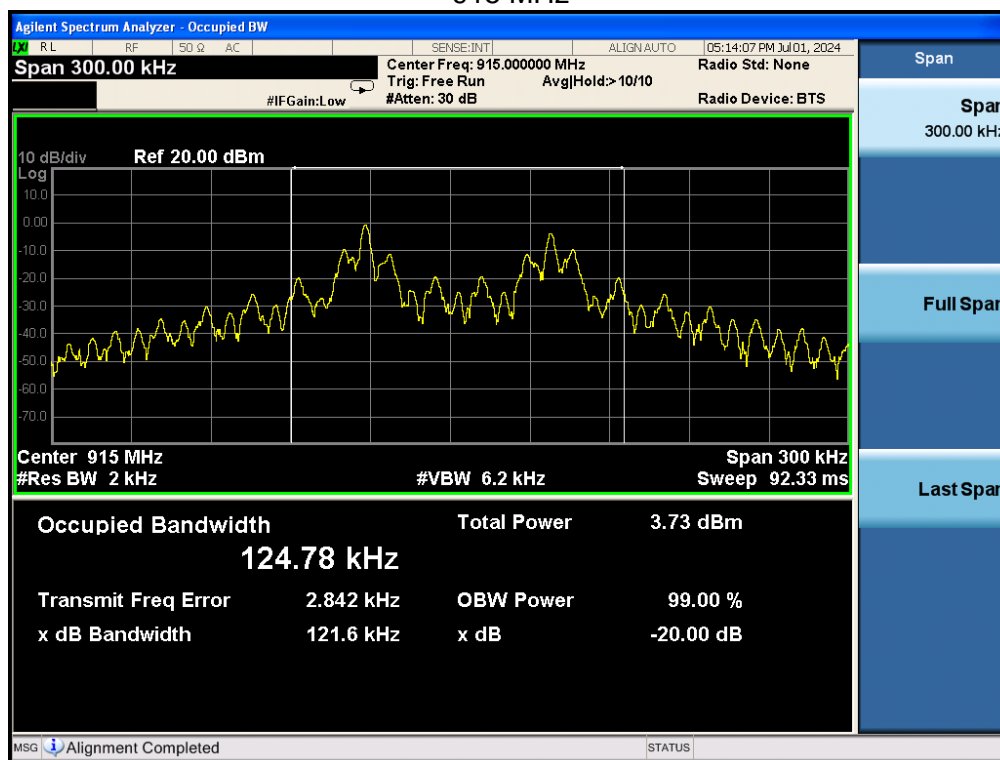 Agilent Spectrum Analyzer - Occupied BW
LXI RL RF 50 Ω AC SENSE:INT ALIGN AUTO 05:14:07 PM Jul 01, 2024
Span 300.00 kHz
Center Freq: 915.000000 MHz Radio Std: None
Trig: Free Run Avg|Hold:> 10/10
#IFGain:Low #Atten: 30 dB Radio Device: BTS
10 dB/div Ref 20.00 dBm
Log
10.0
0.00
-10.0
-20.0
-30.0
-40.0
-50.0
-60.0
-70.0
Center 915 MHz Span 300 kHz
#Res BW 2 kHz #VBW 6.2 kHz Sweep 92.33 ms
Occupied Bandwidth Total Power 3.73 dBm
124.78 kHz
Transmit Freq Error 2.842 kHz OBW Power 99.00 %
x dB Bandwidth 121.6 kHz x dB -20.00 dB
MSG Alignment Completed STATUS
Span
Span
300.00 kHz
Full Span
Last Span